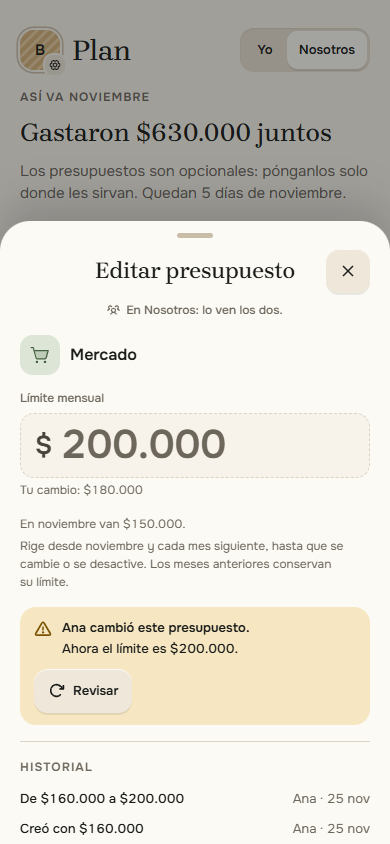 B
Plan
Yo
Nosotros
ASÍ VA NOVIEMBRE
Gastaron $630.000 juntos
Los presupuestos son opcionales: pónganlos solo
donde les sirvan. Quedan 5 días de noviembre.
Editar presupuesto
En Nosotros: lo ven los dos.
Mercado
Límite mensual
$ 200.000
Tu cambio: $180.000
En noviembre van $150.000.
Rige desde noviembre y cada mes siguiente, hasta que se
cambie o se desactive. Los meses anteriores conservan
su límite.
Ana cambió este presupuesto.
Ahora el límite es $200.000.
Revisar
HISTORIAL
De $160.000 a $200.000
Ana · 25 nov
Creó con $160.000
Ana · 25 nov